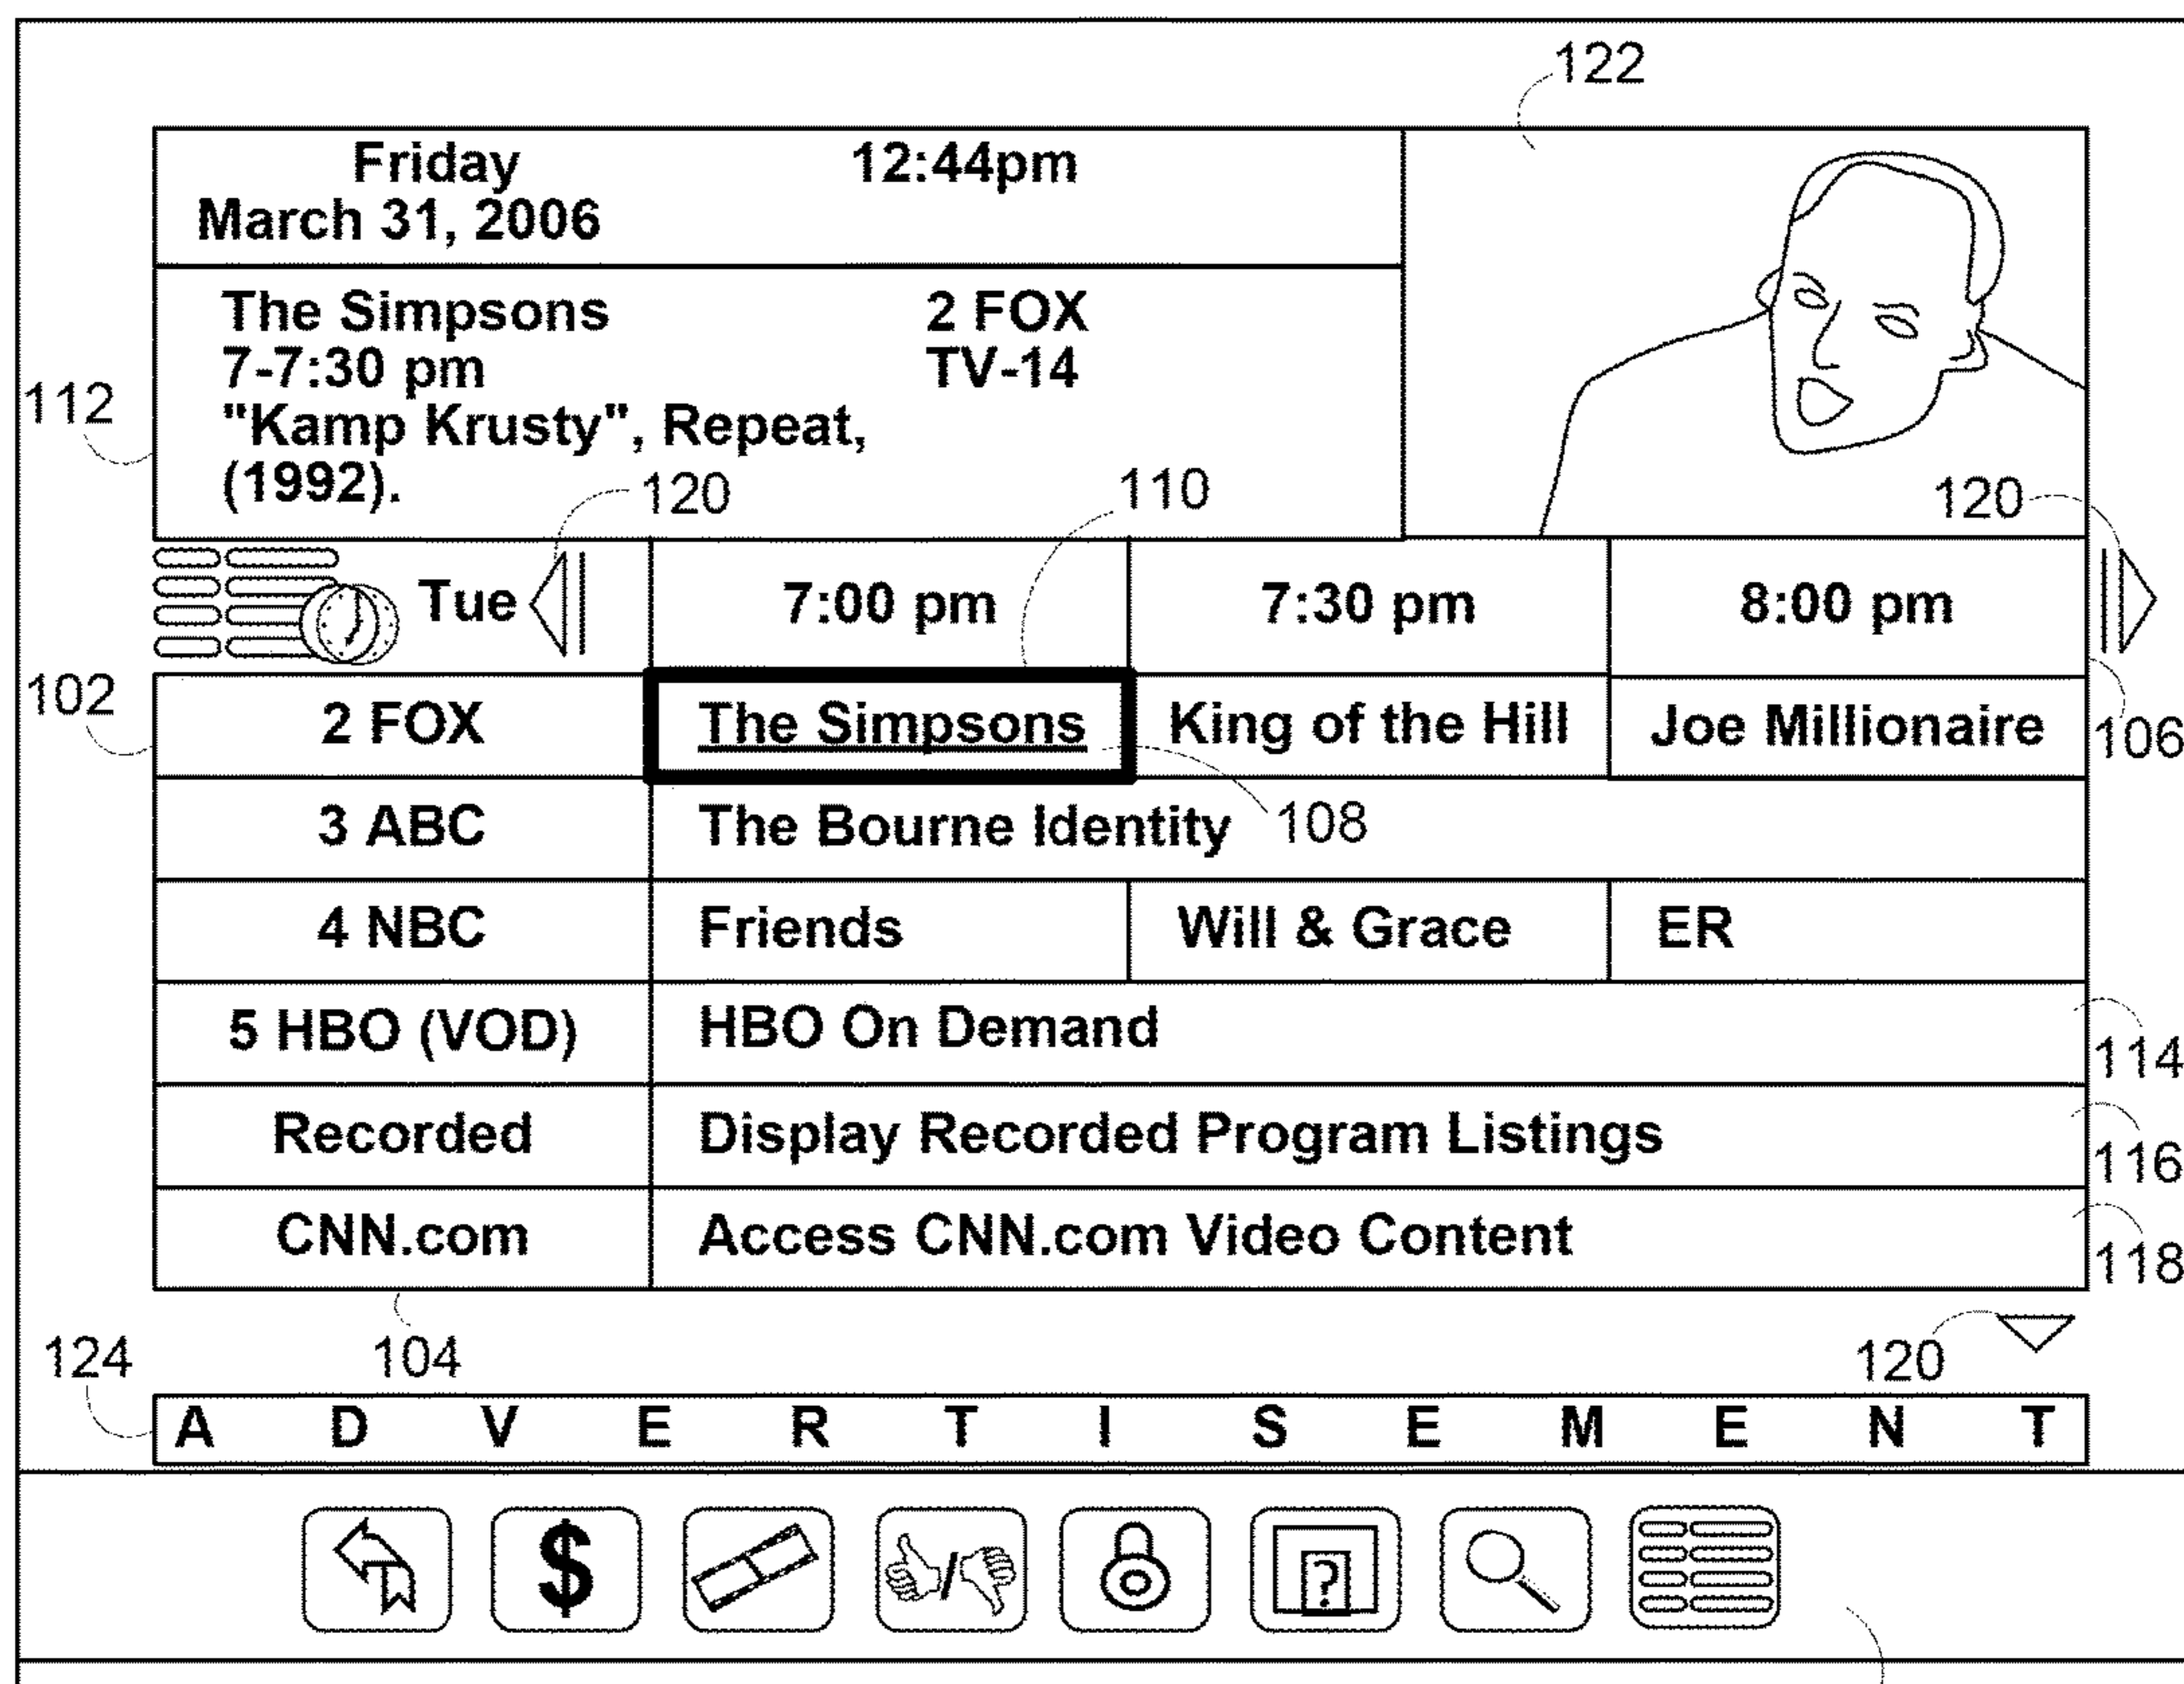 122
Friday 12:44pm
March 31, 2006
The Simpsons 2 FOX
7-7:30 pm TV-14
112
"Kamp Krusty", Repeat,
(1992).
120 110 120
Tue 7:00 pm 7:30 pm 8:00 pm
102
2 FOX The Simpsons King of the Hill Joe Millionaire
106
3 ABC The Bourne Identity 108
4 NBC Friends Will & Grace ER
5 HBO (VOD) HBO On Demand
114
Recorded Display Recorded Program Listings
116
CNN.com Access CNN.com Video Content
118
124 104 120
A D V E R T I S E M E N T
$ / ?